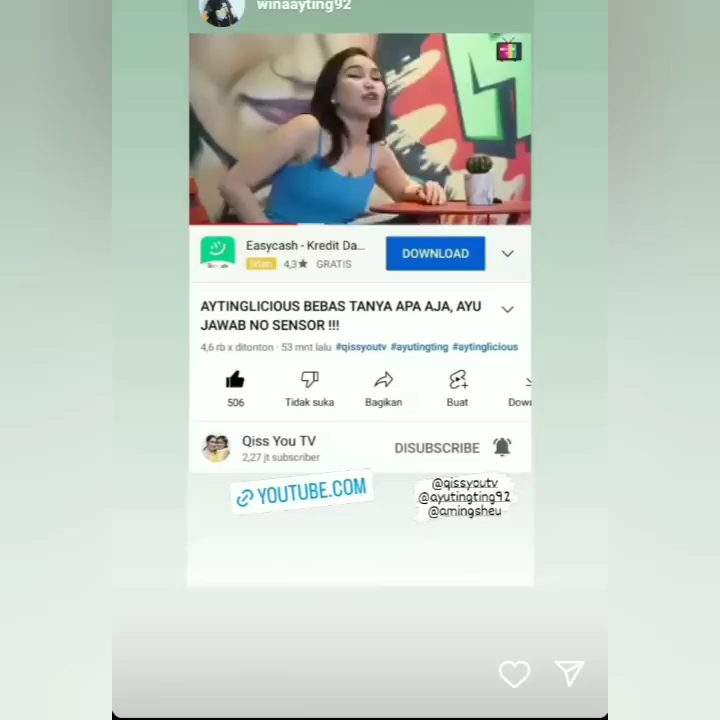 winaayting92
Easycash - Kredit Da...
Iklan 4,3★ GRATIS
DOWNLOAD
AYTINGLICIOUS BEBAS TANYA APA AJA, AYU
JAWAB NO SENSOR !!!
4,6 rb x ditonton · 53 mnt lalu #qissyoutv #ayutingting #aytinglicious
506
Tidak suka
Bagikan
Buat
Down
Qiss You TV
2,27 jt subscriber
DISUBSCRIBE
YOUTUBE.COM
@qissyoutv
@ayutingting92
@amingsheu